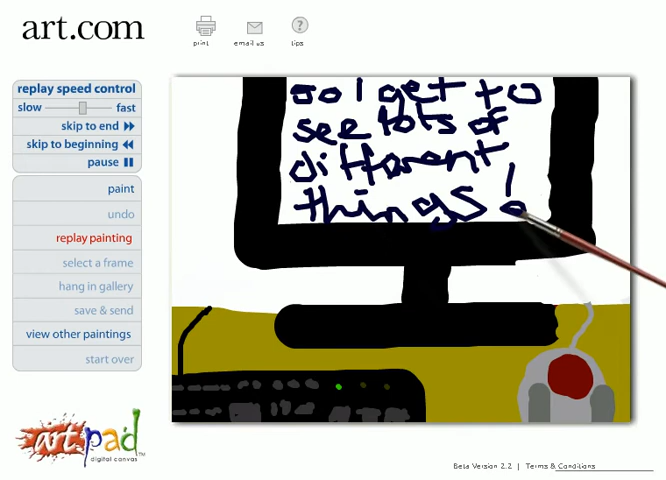 art.com
print
email us
tips
replay speed control
slow
fast
skip to end
skip to beginning
pause
paint
undo
replay painting
select a frame
hang in gallery
save & send
view other paintings
start over
so I get to
see lots of
different
things!
artpad
digital canvas™
Beta Version 2.2 | Terms & Conditions